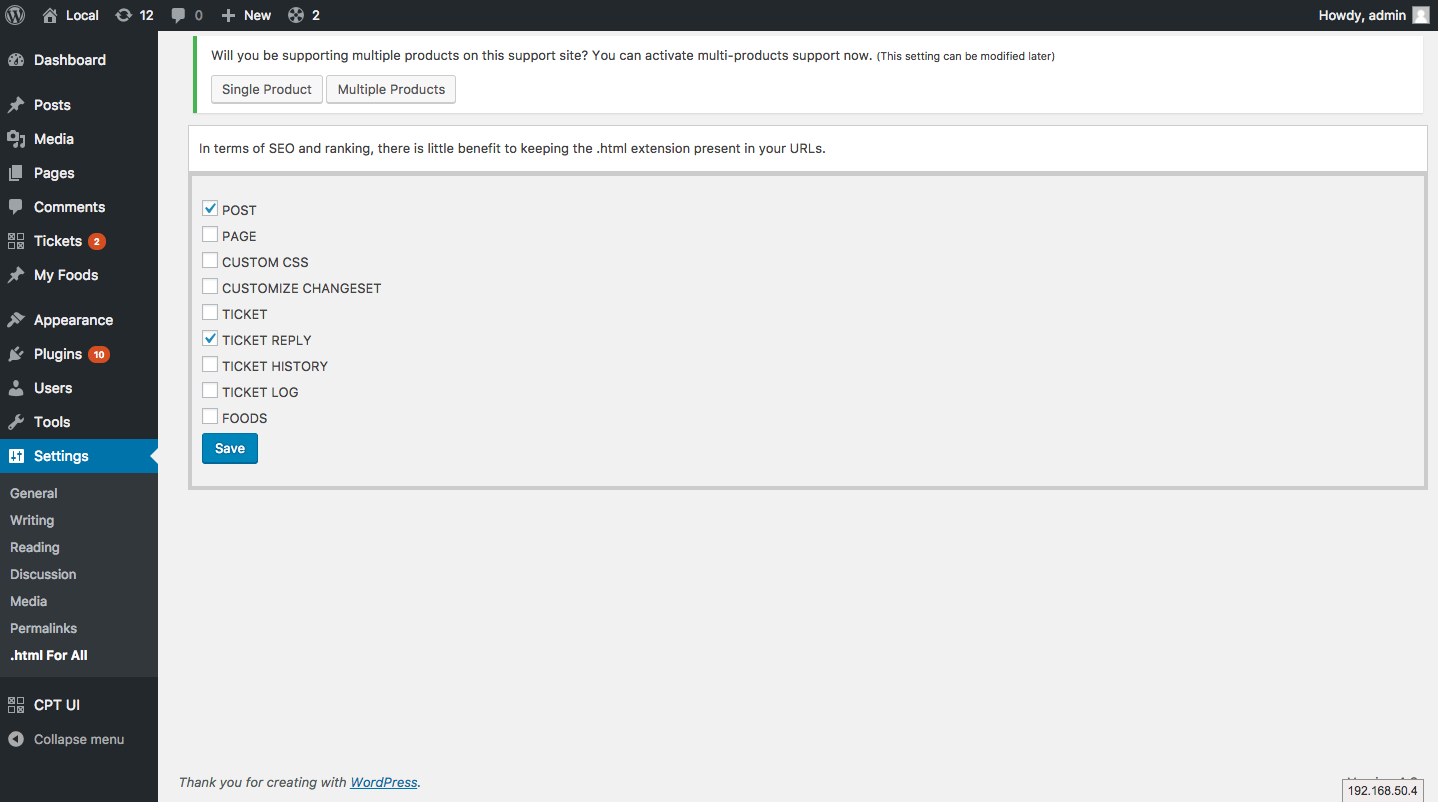 Local 12 0 New 2 Howdy, admin
Dashboard
Posts
Media
Pages
Comments
Tickets 2
My Foods
Appearance
Plugins 10
Users
Tools
Settings
General
Writing
Reading
Discussion
Media
Permalinks
.html For All
CPT UI
Collapse menu
Will you be supporting multiple products on this support site? You can activate multi-products support now. (This setting can be modified later)
Single Product Multiple Products
In terms of SEO and ranking, there is little benefit to keeping the .html extension present in your URLs.
POST
PAGE
CUSTOM CSS
CUSTOMIZE CHANGESET
TICKET
TICKET REPLY
TICKET HISTORY
TICKET LOG
FOODS
Save
Thank you for creating with WordPress.
192.168.50.4